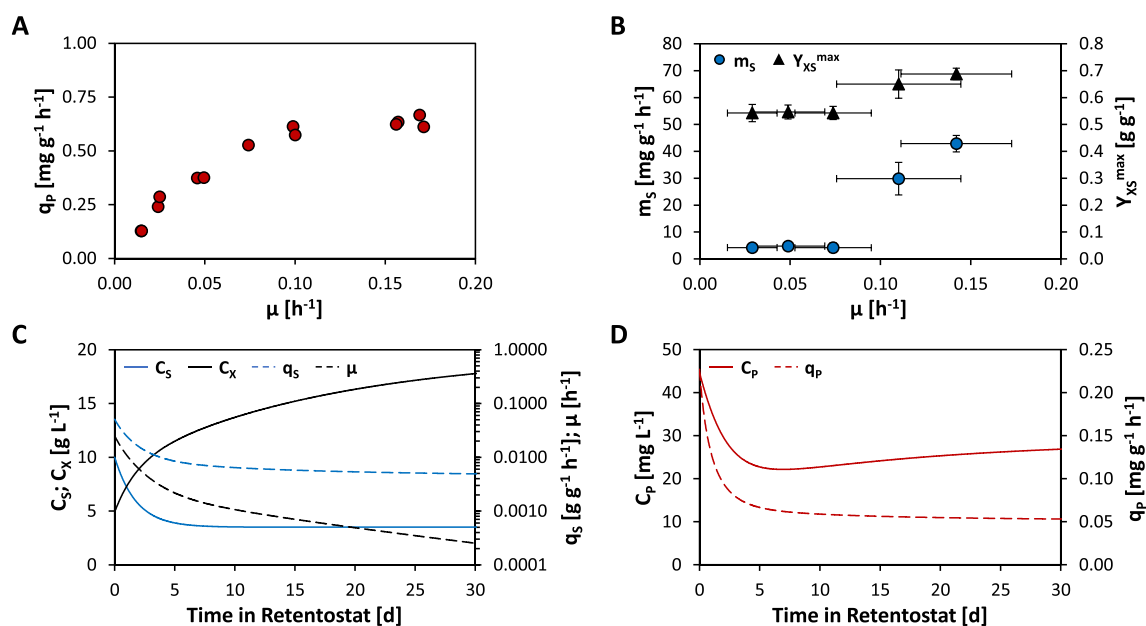 A
1.00
0.75
0.50
0.25
0.00
qP [mg g-1 h-1]
0.00 0.05 0.10 0.15 0.20
μ [h-1]
B
mS YXSmax
80
70
60
50
40
30
20
10
0
mS [mg g-1 h-1]
0.8
0.7
0.6
0.5
0.4
0.3
0.2
0.1
0.0
YXSmax [g g-1]
0.00 0.05 0.10 0.15 0.20
μ [h-1]
C
CS CX qS μ
20
15
10
5
0
CS; CX [g L-1]
1.0000
0.1000
0.0100
0.0010
0.0001
qS [g g-1 h-1]; μ [h-1]
0 5 10 15 20 25 30
Time in Retentostat [d]
D
CP qP
50
40
30
20
10
0
CP [mg L-1]
0.25
0.20
0.15
0.10
0.05
0.00
qP [mg g-1 h-1]
0 5 10 15 20 25 30
Time in Retentostat [d]